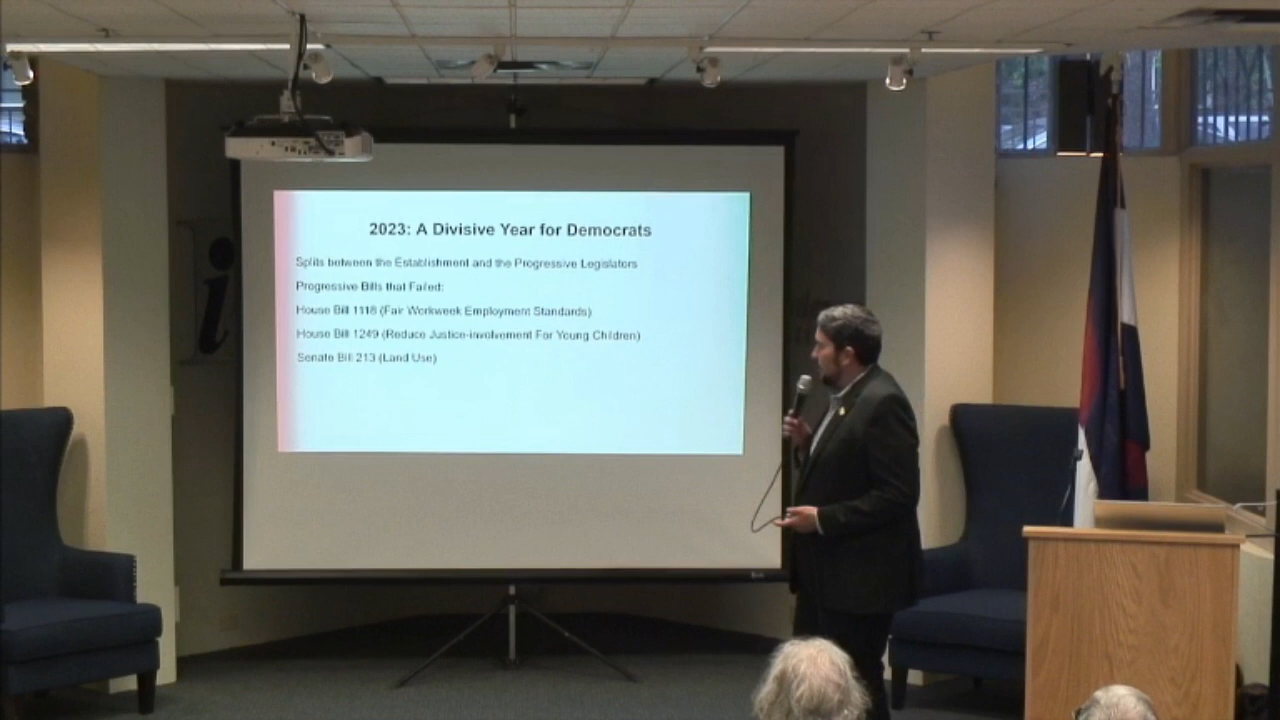 2023: A Divisive Year for Democrats
Splits between the Establishment and the Progressive Legislators
Progressive Bills that Failed:
House Bill 1118 (Fair Workweek Employment Standards)
House Bill 1249 (Reduce Justice-involvement For Young Children)
Senate Bill 213 (Land Use)
i